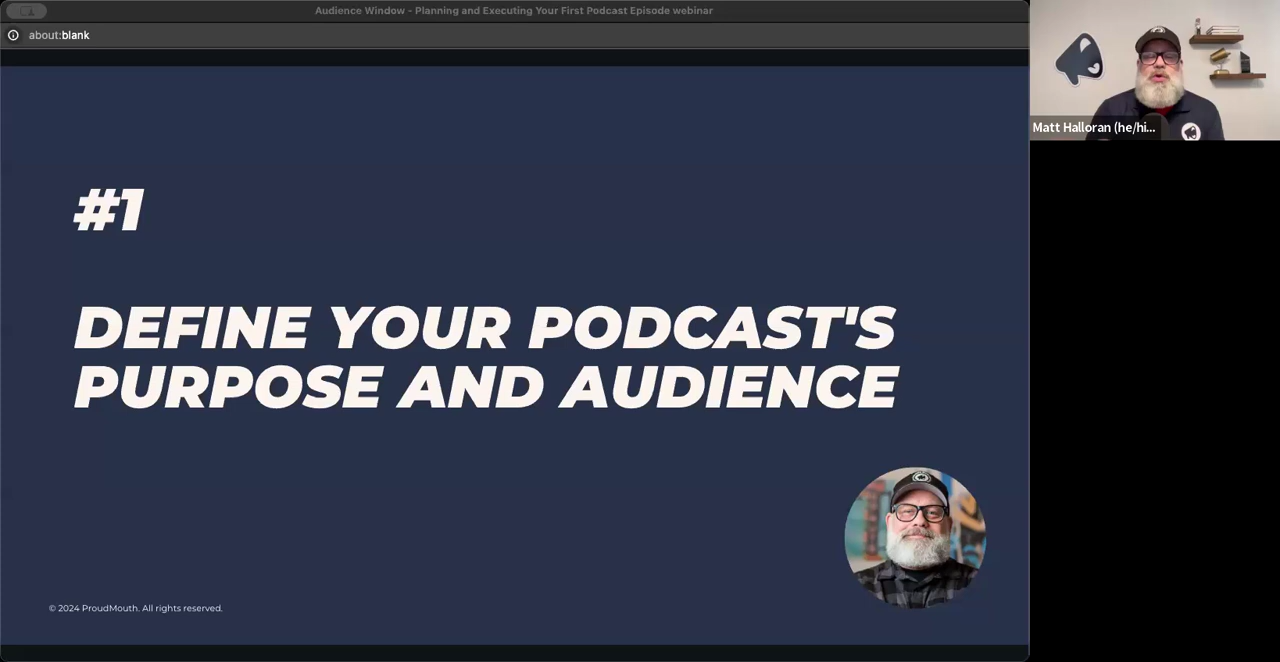 Audience Window - Planning and Executing Your First Podcast Episode webinar
about:blank
Matt Halloran (he/hi...
#1
DEFINE YOUR PODCAST'S
PURPOSE AND AUDIENCE
© 2024 ProudMouth. All rights reserved.